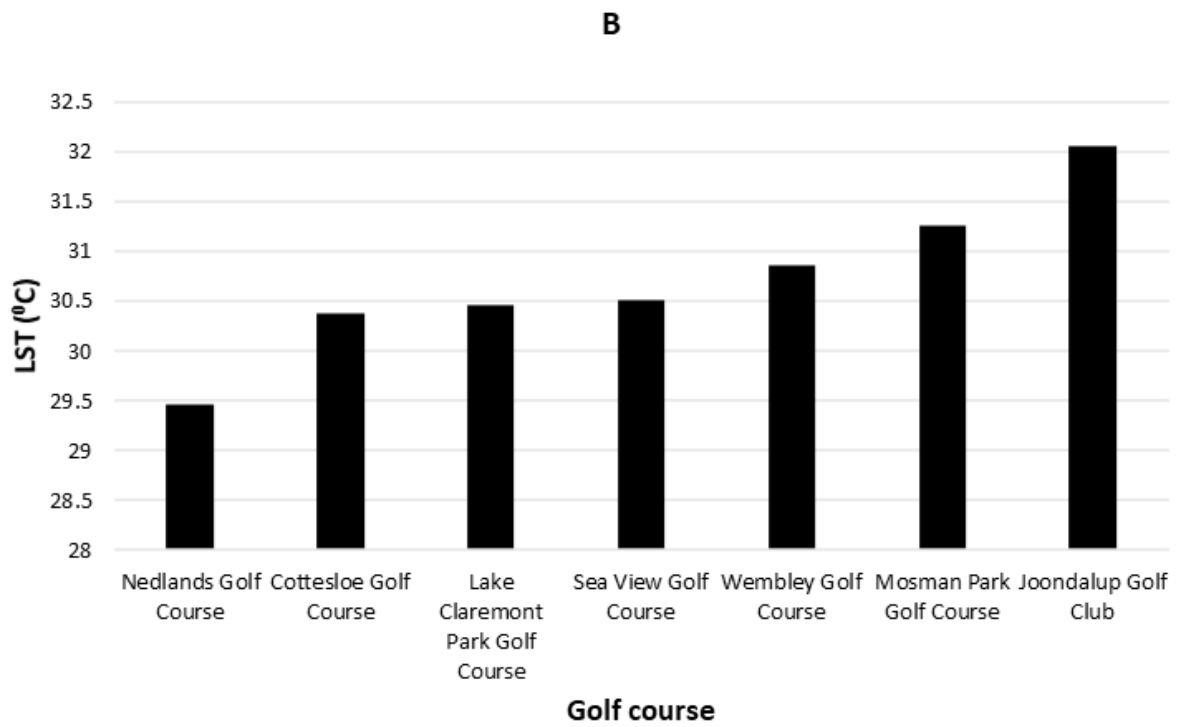 B
32.5
32
31.5
31
30.5
30
29.5
29
28.5
28
LST (⁰C)
Nedlands Golf Course
Cottesloe Golf Course
Lake Claremont Park Golf Course
Sea View Golf Course
Wembley Golf Course
Mosman Park Golf Course
Joondalup Golf Club
Golf course